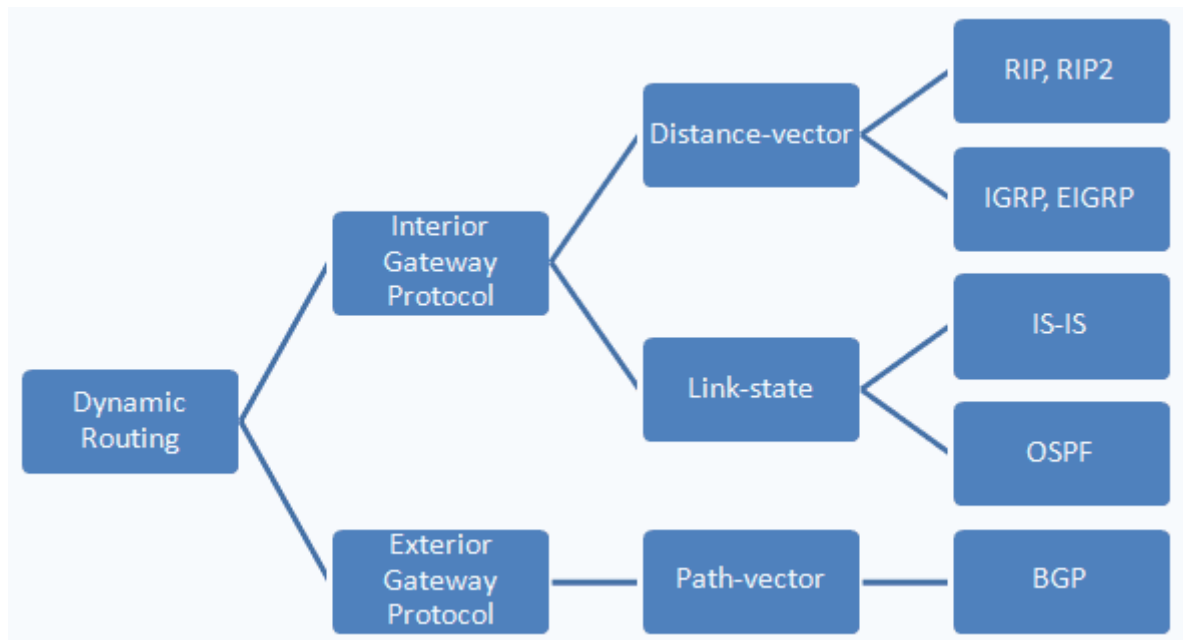 Dynamic
Routing
Interior
Gateway
Protocol
Exterior
Gateway
Protocol
Distance-vector
Link-state
Path-vector
RIP, RIP2
IGRP, EIGRP
IS-IS
OSPF
BGP